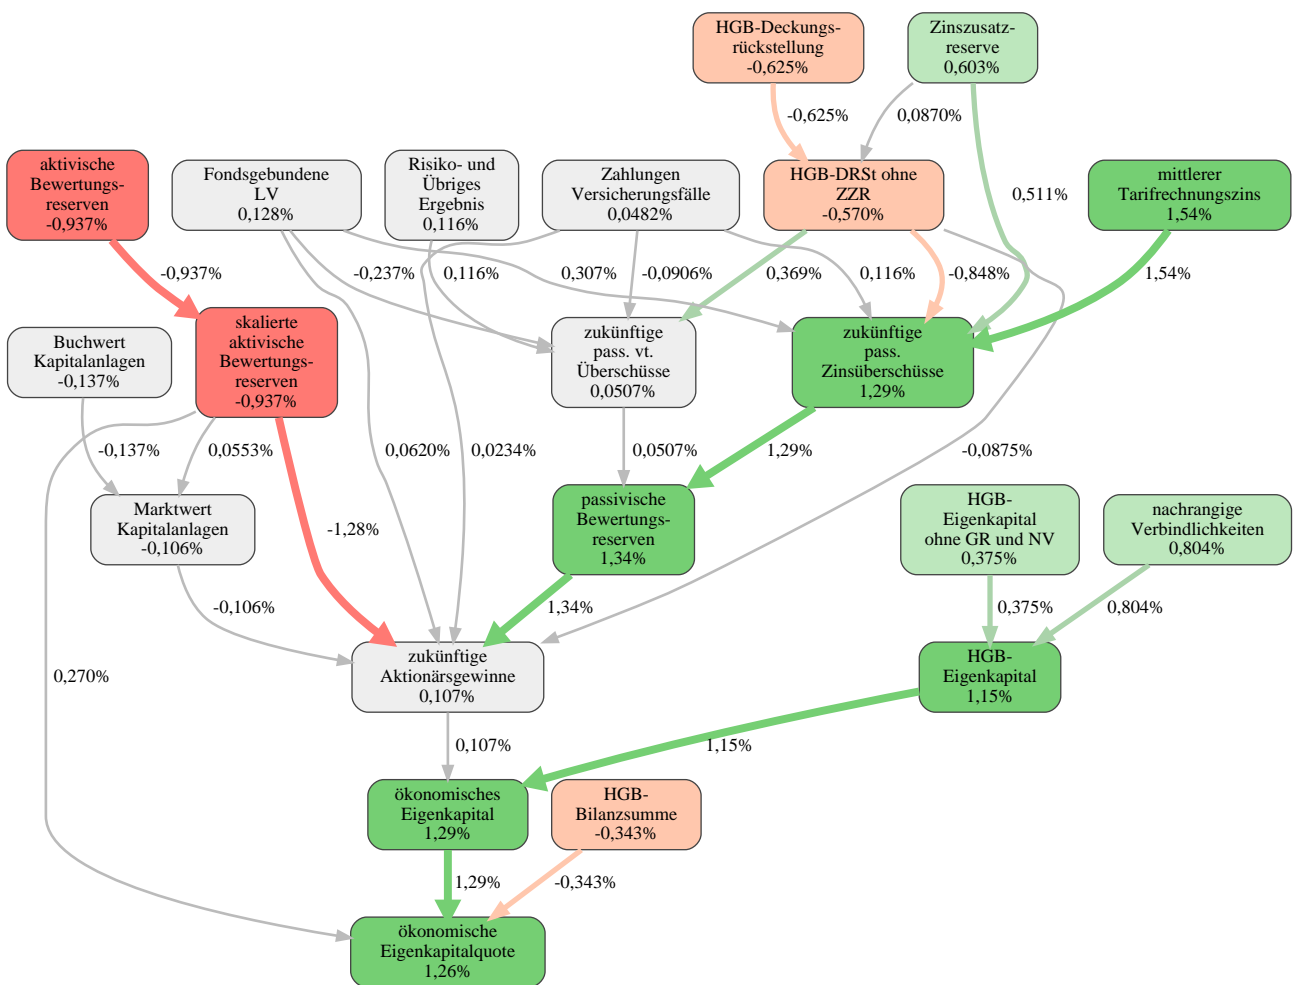 HGB-Deckungs-
rückstellung
-0,625%
Zinszusatz-
reserve
0,603%
-0,625%
0,0870%
aktivische
Bewertungs-
reserven
-0,937%
Fondsgebundene
LV
0,128%
Risiko- und
Übriges
Ergebnis
0,116%
Zahlungen
Versicherungsfälle
0,0482%
HGB-DRSt ohne
ZZR
-0,570%
0,511%
mittlerer
Tarifrechnungszins
1,54%
-0,937%
-0,237%
0,116%
0,307%
-0,0906%
0,369%
0,116%
-0,848%
1,54%
Buchwert
Kapitalanlagen
-0,137%
skalierte
aktivische
Bewertungs-
reserven
-0,937%
zukünftige
pass. vt.
Überschüsse
0,0507%
zukünftige
pass.
Zinsüberschüsse
1,29%
-0,137%
0,0553%
0,0620%
0,0234%
0,0507%
1,29%
-0,0875%
Marktwert
Kapitalanlagen
-0,106%
-1,28%
passivische
Bewertungs-
reserven
1,34%
HGB-
Eigenkapital
ohne GR und NV
0,375%
nachrangige
Verbindlichkeiten
0,804%
-0,106%
1,34%
0,375%
0,804%
0,270%
zukünftige
Aktionärsgewinne
0,107%
HGB-
Eigenkapital
1,15%
0,107%
1,15%
ökonomisches
Eigenkapital
1,29%
HGB-
Bilanzsumme
-0,343%
1,29%
-0,343%
ökonomische
Eigenkapitalquote
1,26%